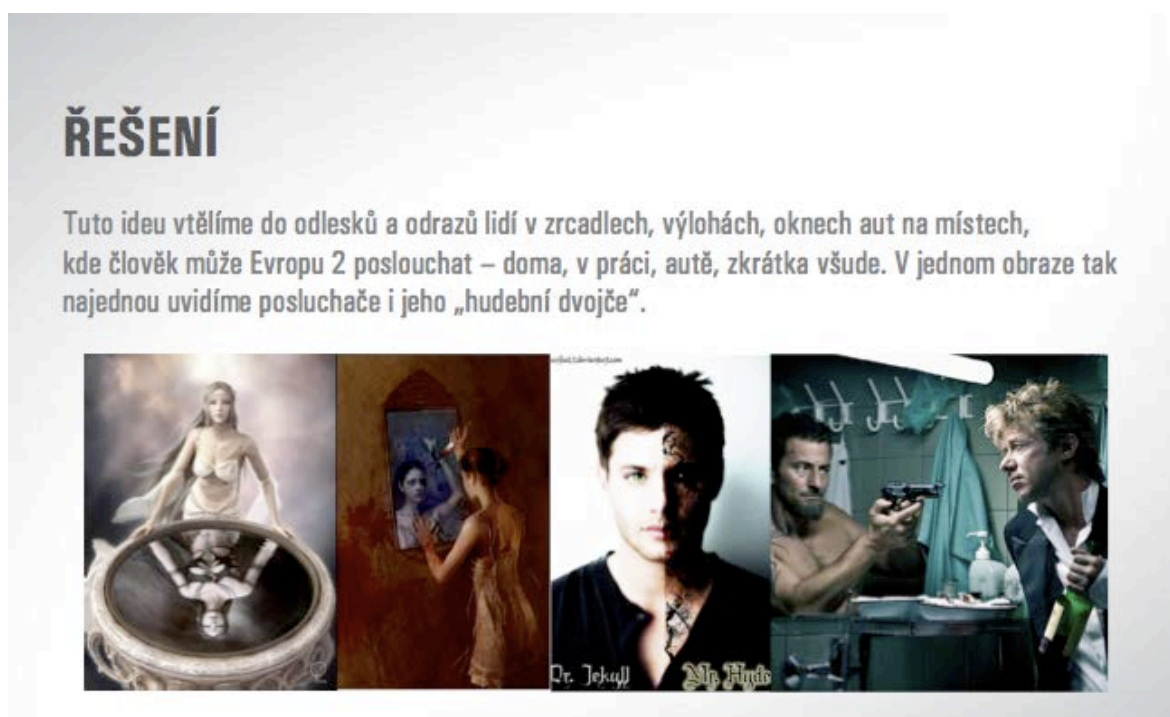 ŘEŠENÍ
Tuto ideu vtělíme do odlesků a odrazů lidí v zrcadlech, výlohách, oknech aut na místech,
kde člověk může Evropu 2 poslouchat – doma, v práci, autě, zkrátka všude. V jednom obraze tak
najednou uvidíme posluchače i jeho „hudební dvojče“.
Dr. Jekyll Mr. Hyde